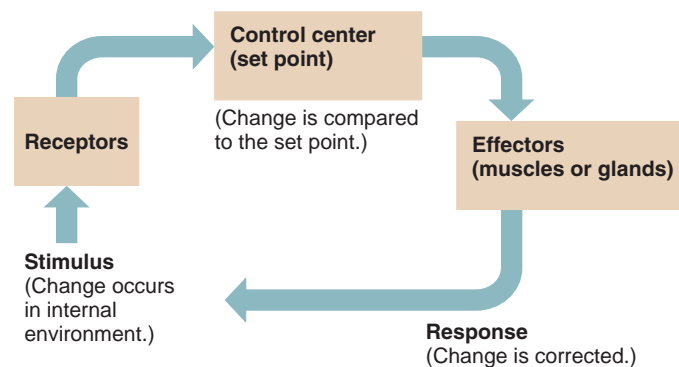 Control center
(set point)
(Change is compared
to the set point.)
Receptors
Effectors
(muscles or glands)
Stimulus
(Change occurs
in internal
environment.)
Response
(Change is corrected.)